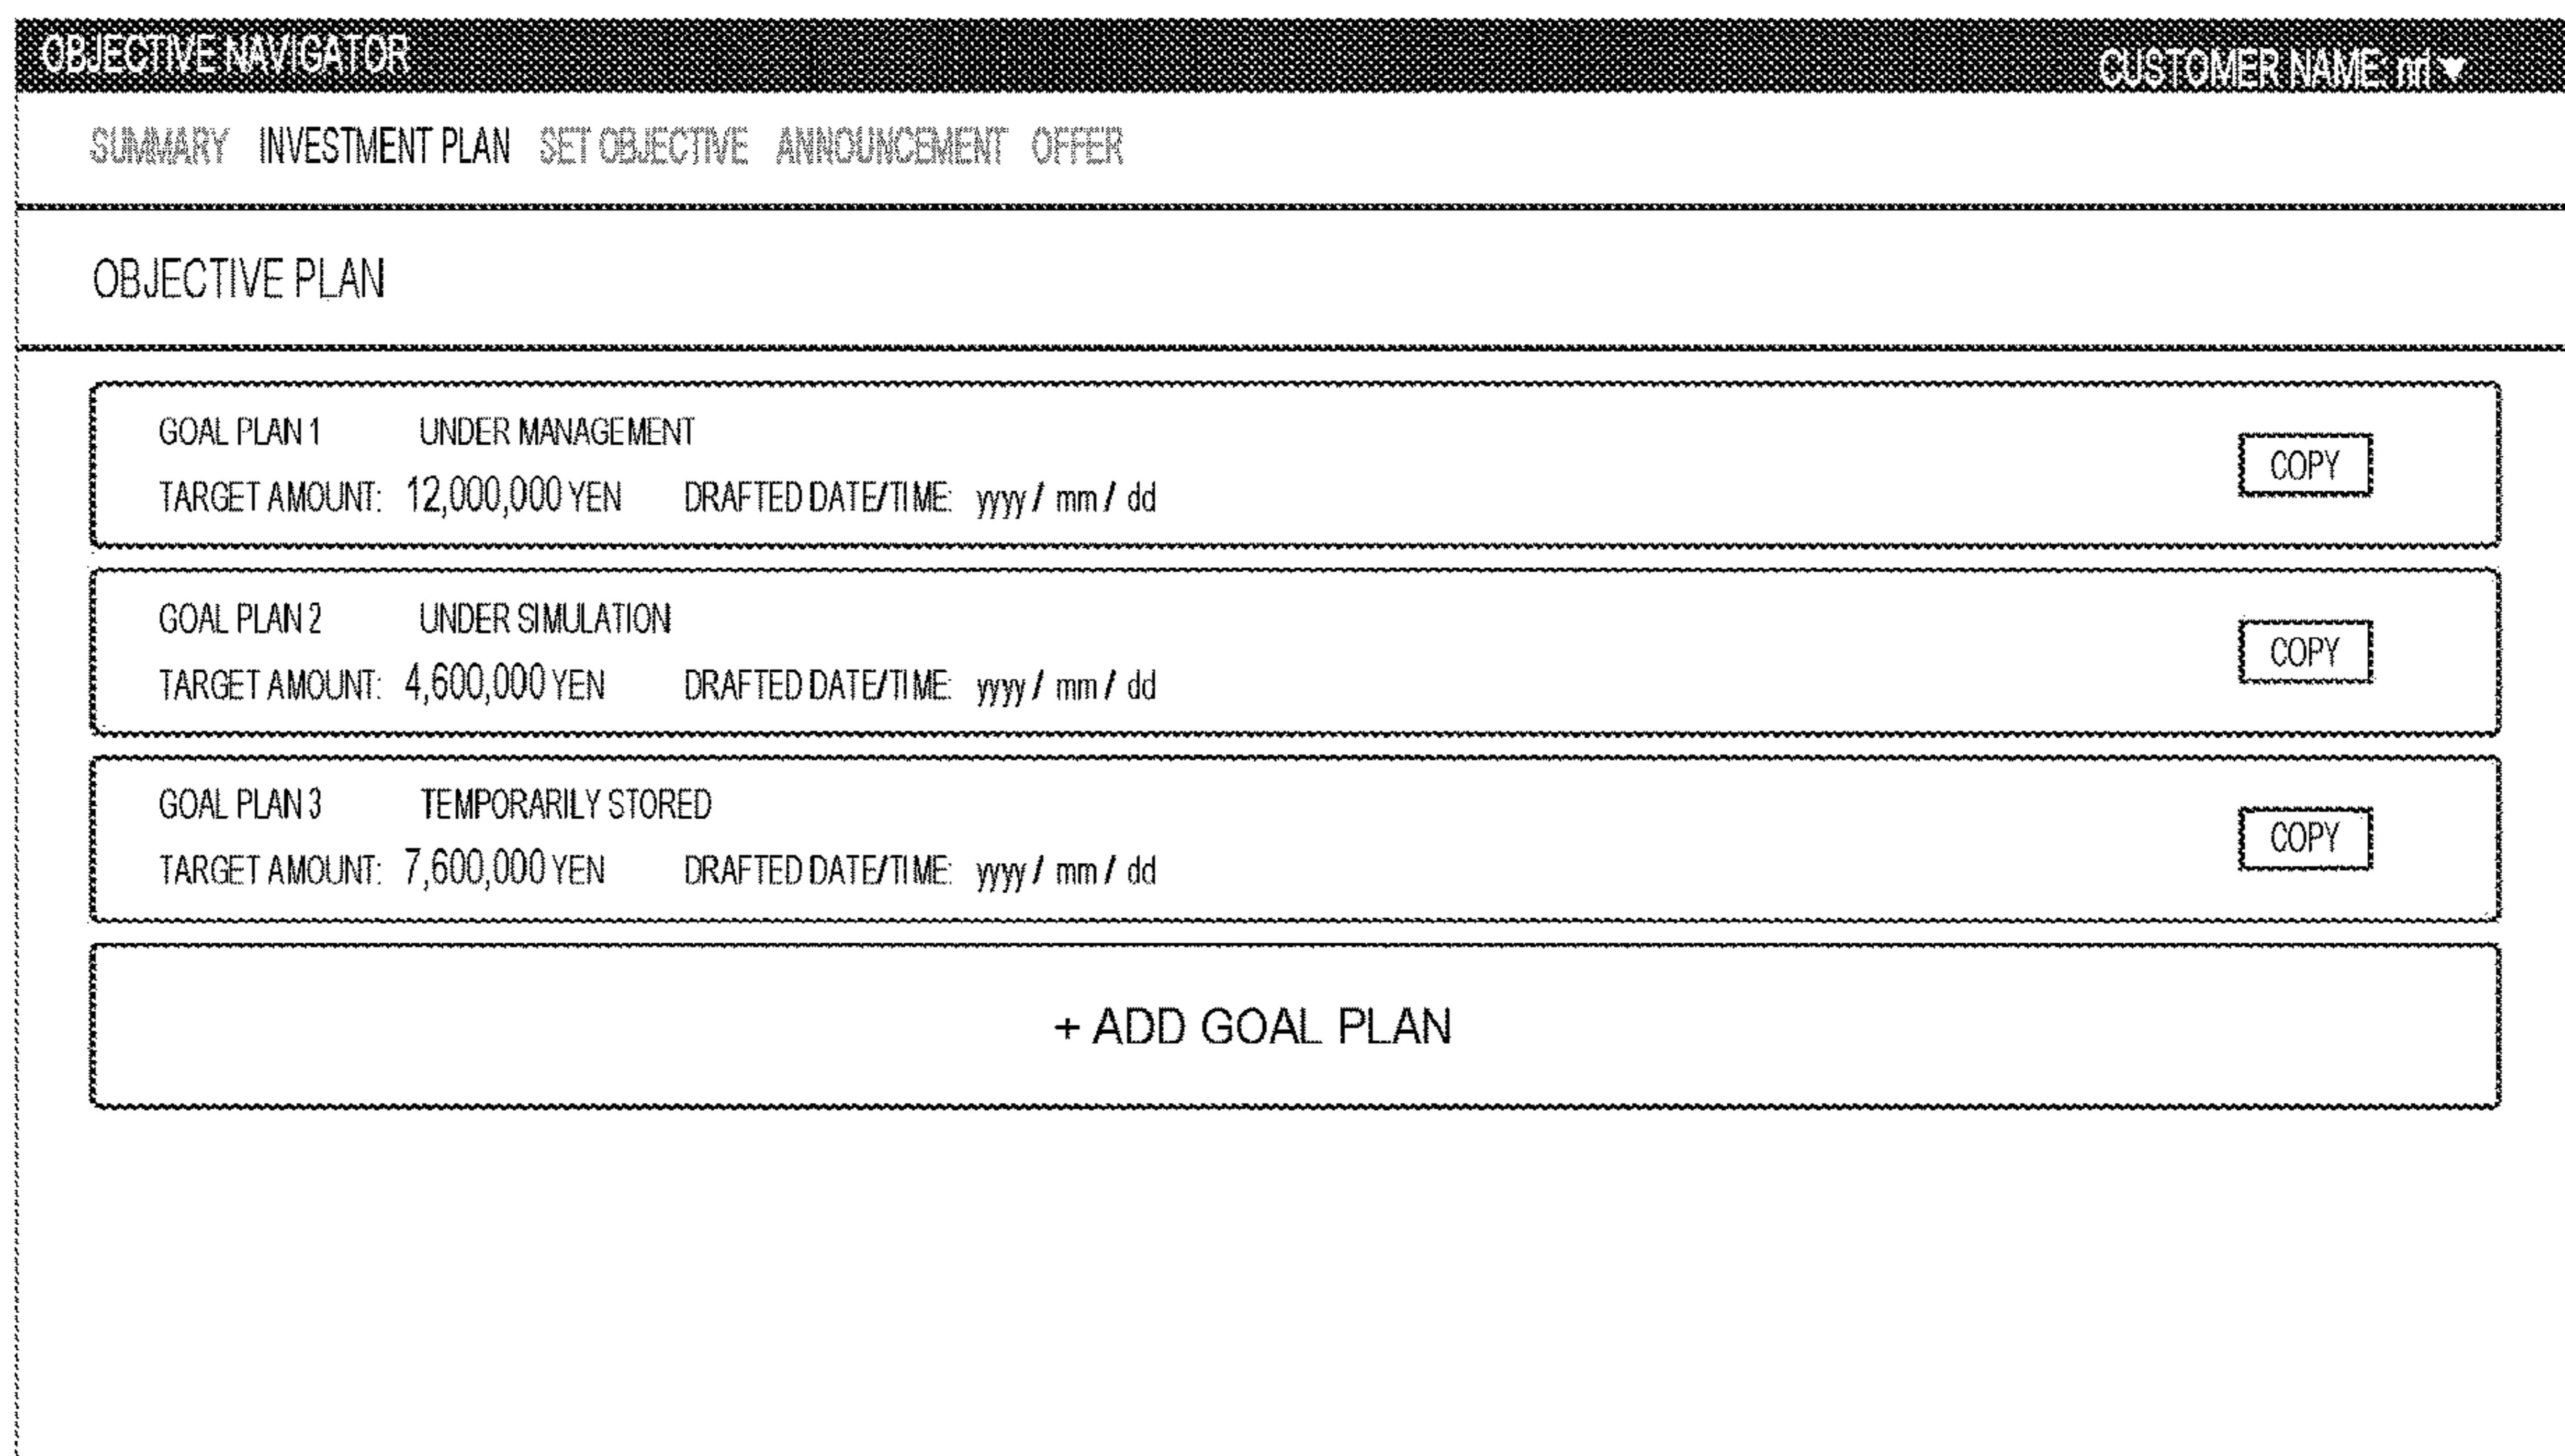 OBJECTIVE NAVIGATOR CUSTOMER NAME: nri ▼
SUMMARY INVESTMENT PLAN SET OBJECTIVE ANNOUNCEMENT OFFER
OBJECTIVE PLAN
GOAL PLAN 1 UNDER MANAGEMENT
COPY
TARGET AMOUNT: 12,000,000 YEN DRAFTED DATE/TIME: yyyy / mm / dd
GOAL PLAN 2 UNDER SIMULATION
COPY
TARGET AMOUNT: 4,600,000 YEN DRAFTED DATE/TIME: yyyy / mm / dd
GOAL PLAN 3 TEMPORARILY STORED
COPY
TARGET AMOUNT: 7,600,000 YEN DRAFTED DATE/TIME: yyyy / mm / dd
+ ADD GOAL PLAN